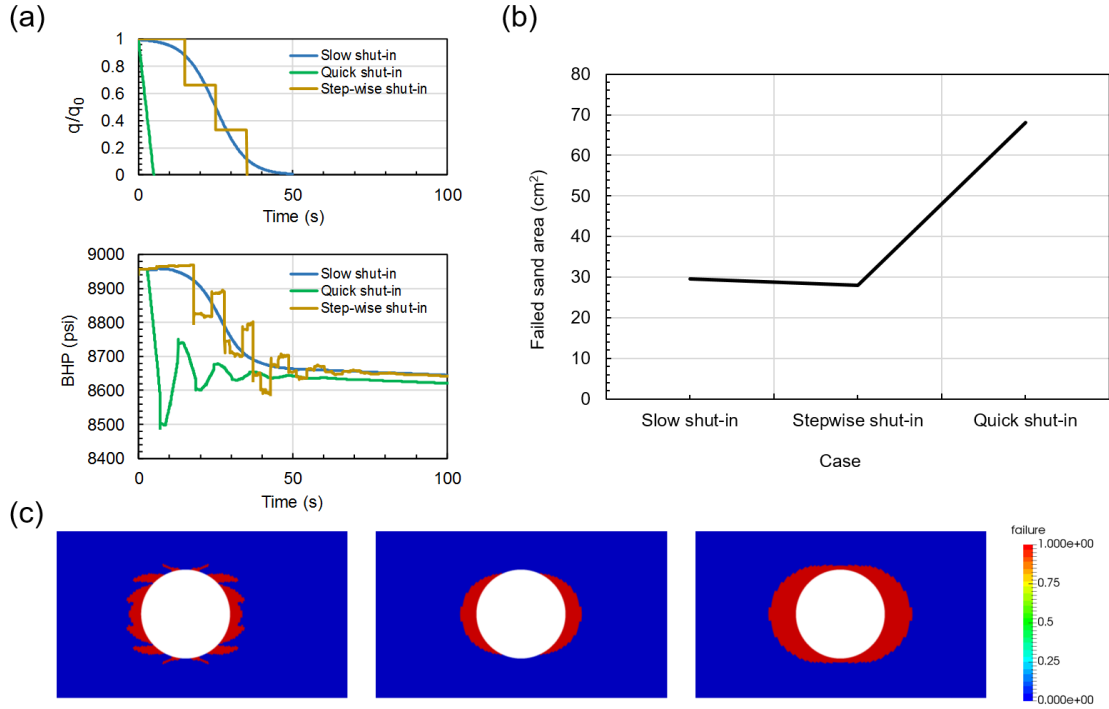 (a)
1
0.8
0.6
0.4
0.2
0
q/q₀
Slow shut-in
Quick shut-in
Step-wise shut-in
0
50
100
Time (s)
9000
8900
8800
8700
8600
8500
8400
BHP (psi)
Slow shut-in
Quick shut-in
Step-wise shut-in
0
50
100
Time (s)
(b)
80
70
60
50
40
30
20
10
0
Failed sand area (cm²)
Slow shut-in
Stepwise shut-in
Quick shut-in
Case
(c)
failure
1.000e+00
0.75
0.5
0.25
0.000e+00